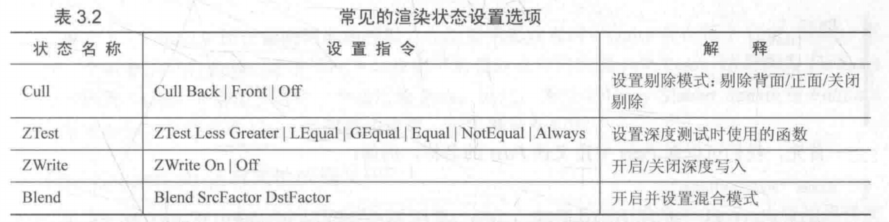 表 3.2 常见的渲染状态设置选项
状 态 名 称 设 置 指 令 解 释
Cull Cull Back | Front | Off 设置剔除模式：剔除背面/正面/关闭
剔除
ZTest ZTest Less Greater | LEqual | GEqual | Equal | NotEqual | Always 设置深度测试时使用的函数
ZWrite ZWrite On | Off 开启/关闭深度写入
Blend Blend SrcFactor DstFactor 开启并设置混合模式